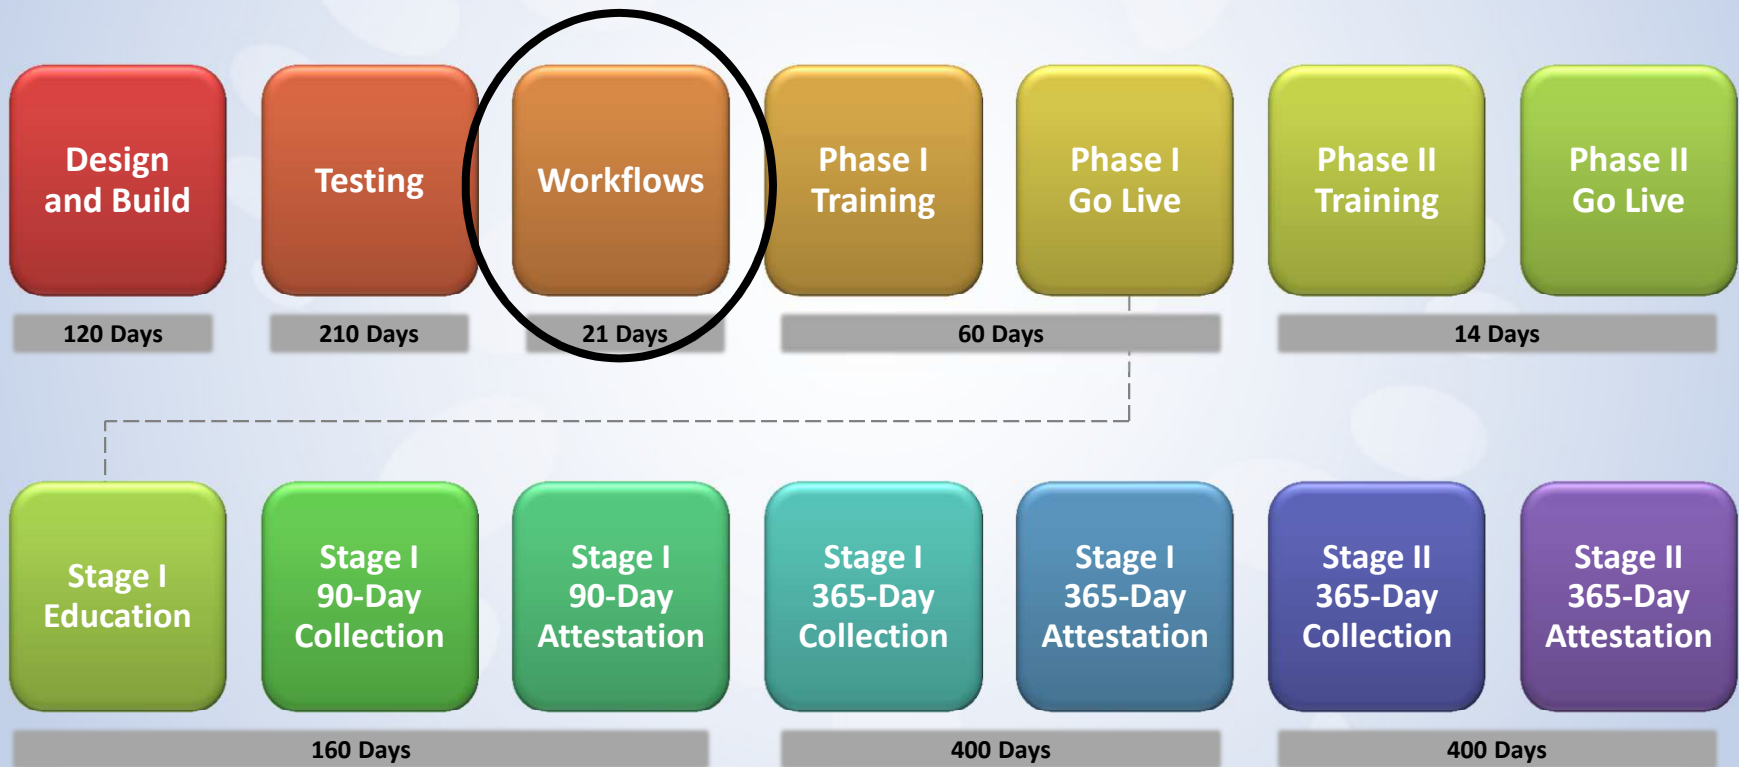 Design
and Build
Testing
Workflows
Phase I
Training
Phase I
Go Live
Phase II
Training
Phase II
Go Live
120 Days
210 Days
21 Days
60 Days
14 Days
Stage I
Education
Stage I
90-Day
Collection
Stage I
90-Day
Attestation
Stage I
365-Day
Collection
Stage I
365-Day
Attestation
Stage II
365-Day
Collection
Stage II
365-Day
Attestation
160 Days
400 Days
400 Days